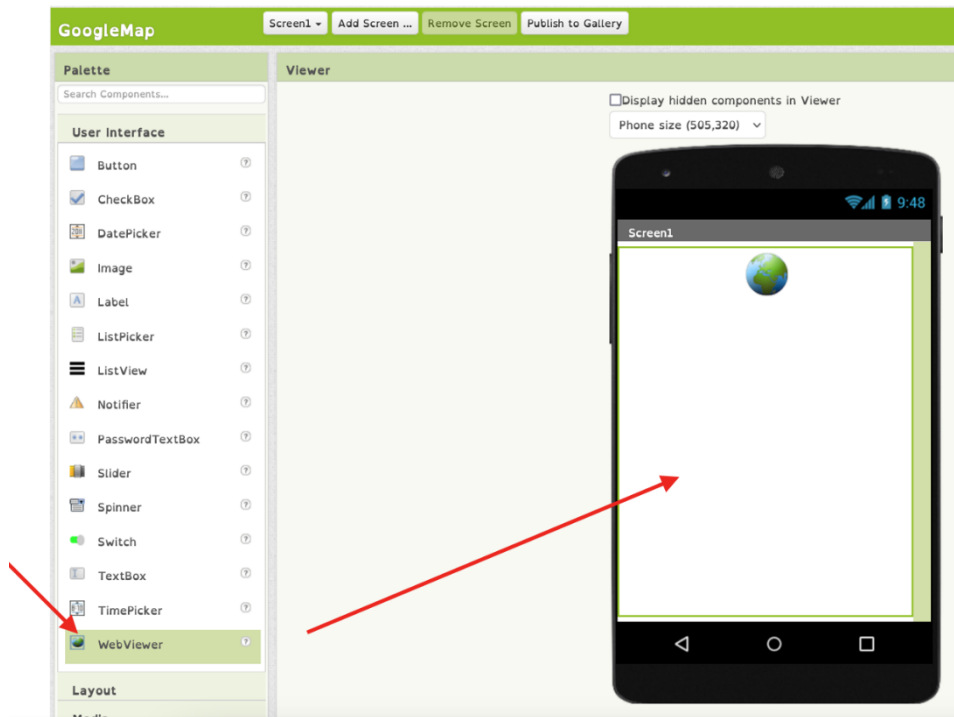 GoogleMap
Screen1
Add Screen ...
Remove Screen
Publish to Gallery
Palette
Viewer
Search Components...
Display hidden components in Viewer
Phone size (505,320)
User Interface
Button
CheckBox
DatePicker
Image
Label
ListPicker
ListView
Notifier
PasswordTextBox
Slider
Spinner
Switch
TextBox
TimePicker
WebViewer
Layout
Media
9:48
Screen1